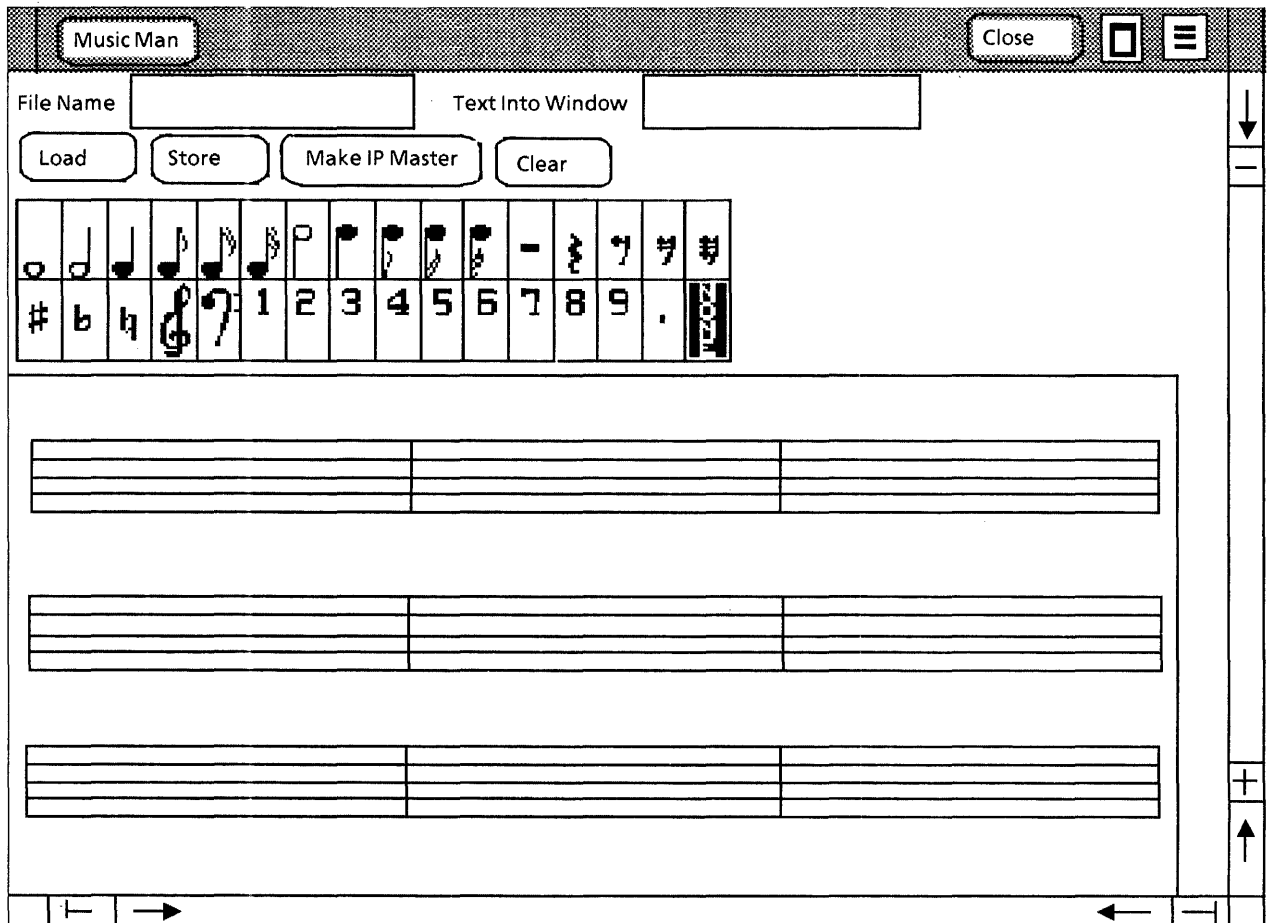 Music Man Close
File Name Text Into Window
Load Store Make IP Master Clear
1 2 3 4 5 6 7 8 9 .